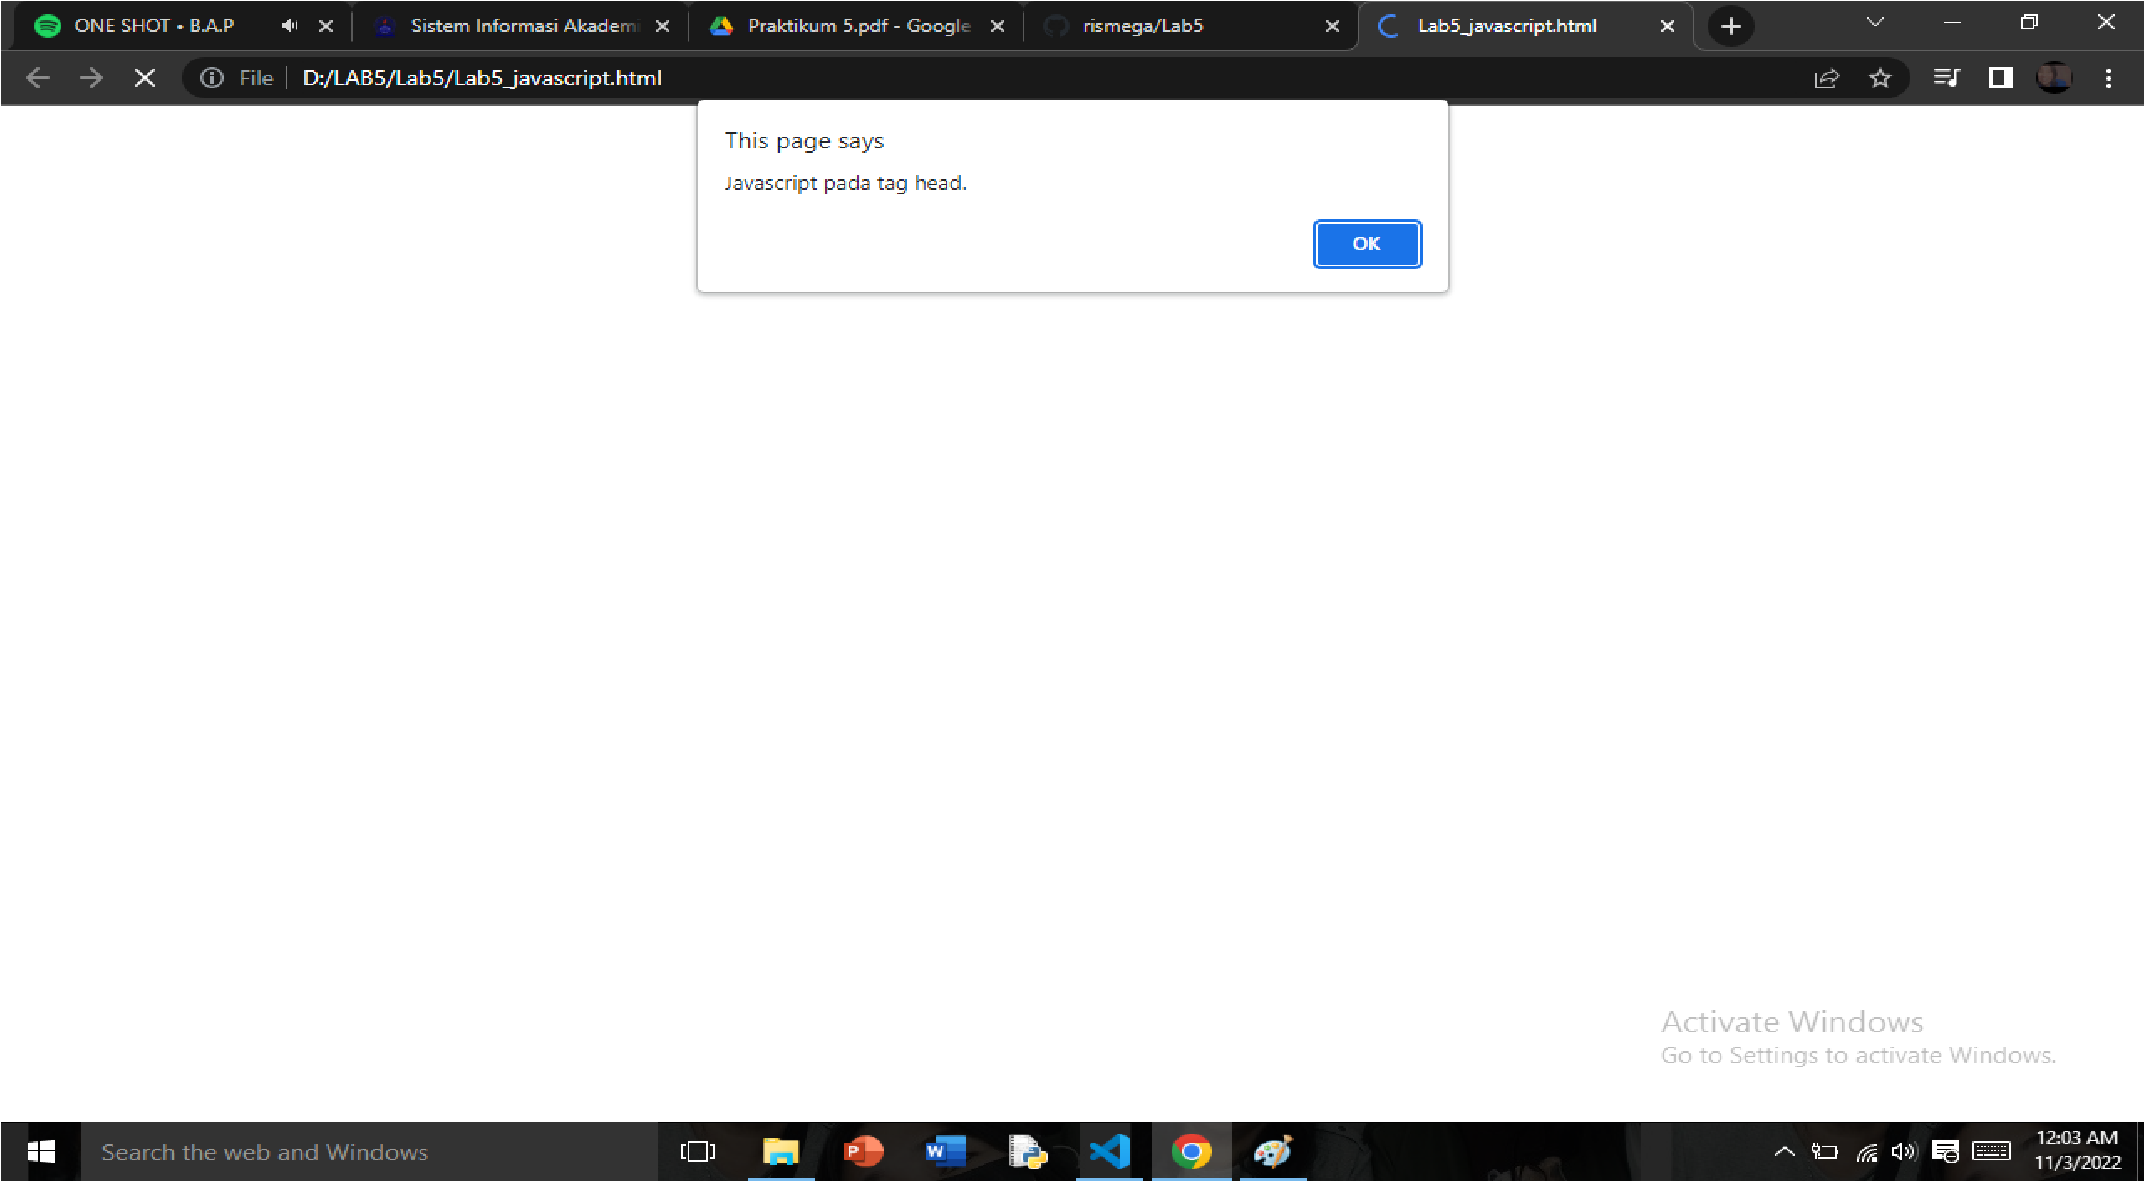 ONE SHOT • B.A.P
Sistem Informasi Akadem
Praktikum 5.pdf - Google
rismega/Lab5
Lab5_javascript.html
File
D:/LAB5/Lab5/Lab5_javascript.html
This page says
Javascript pada tag head.
OK
Activate Windows
Go to Settings to activate Windows.
Search the web and Windows
12:03 AM
11/3/2022